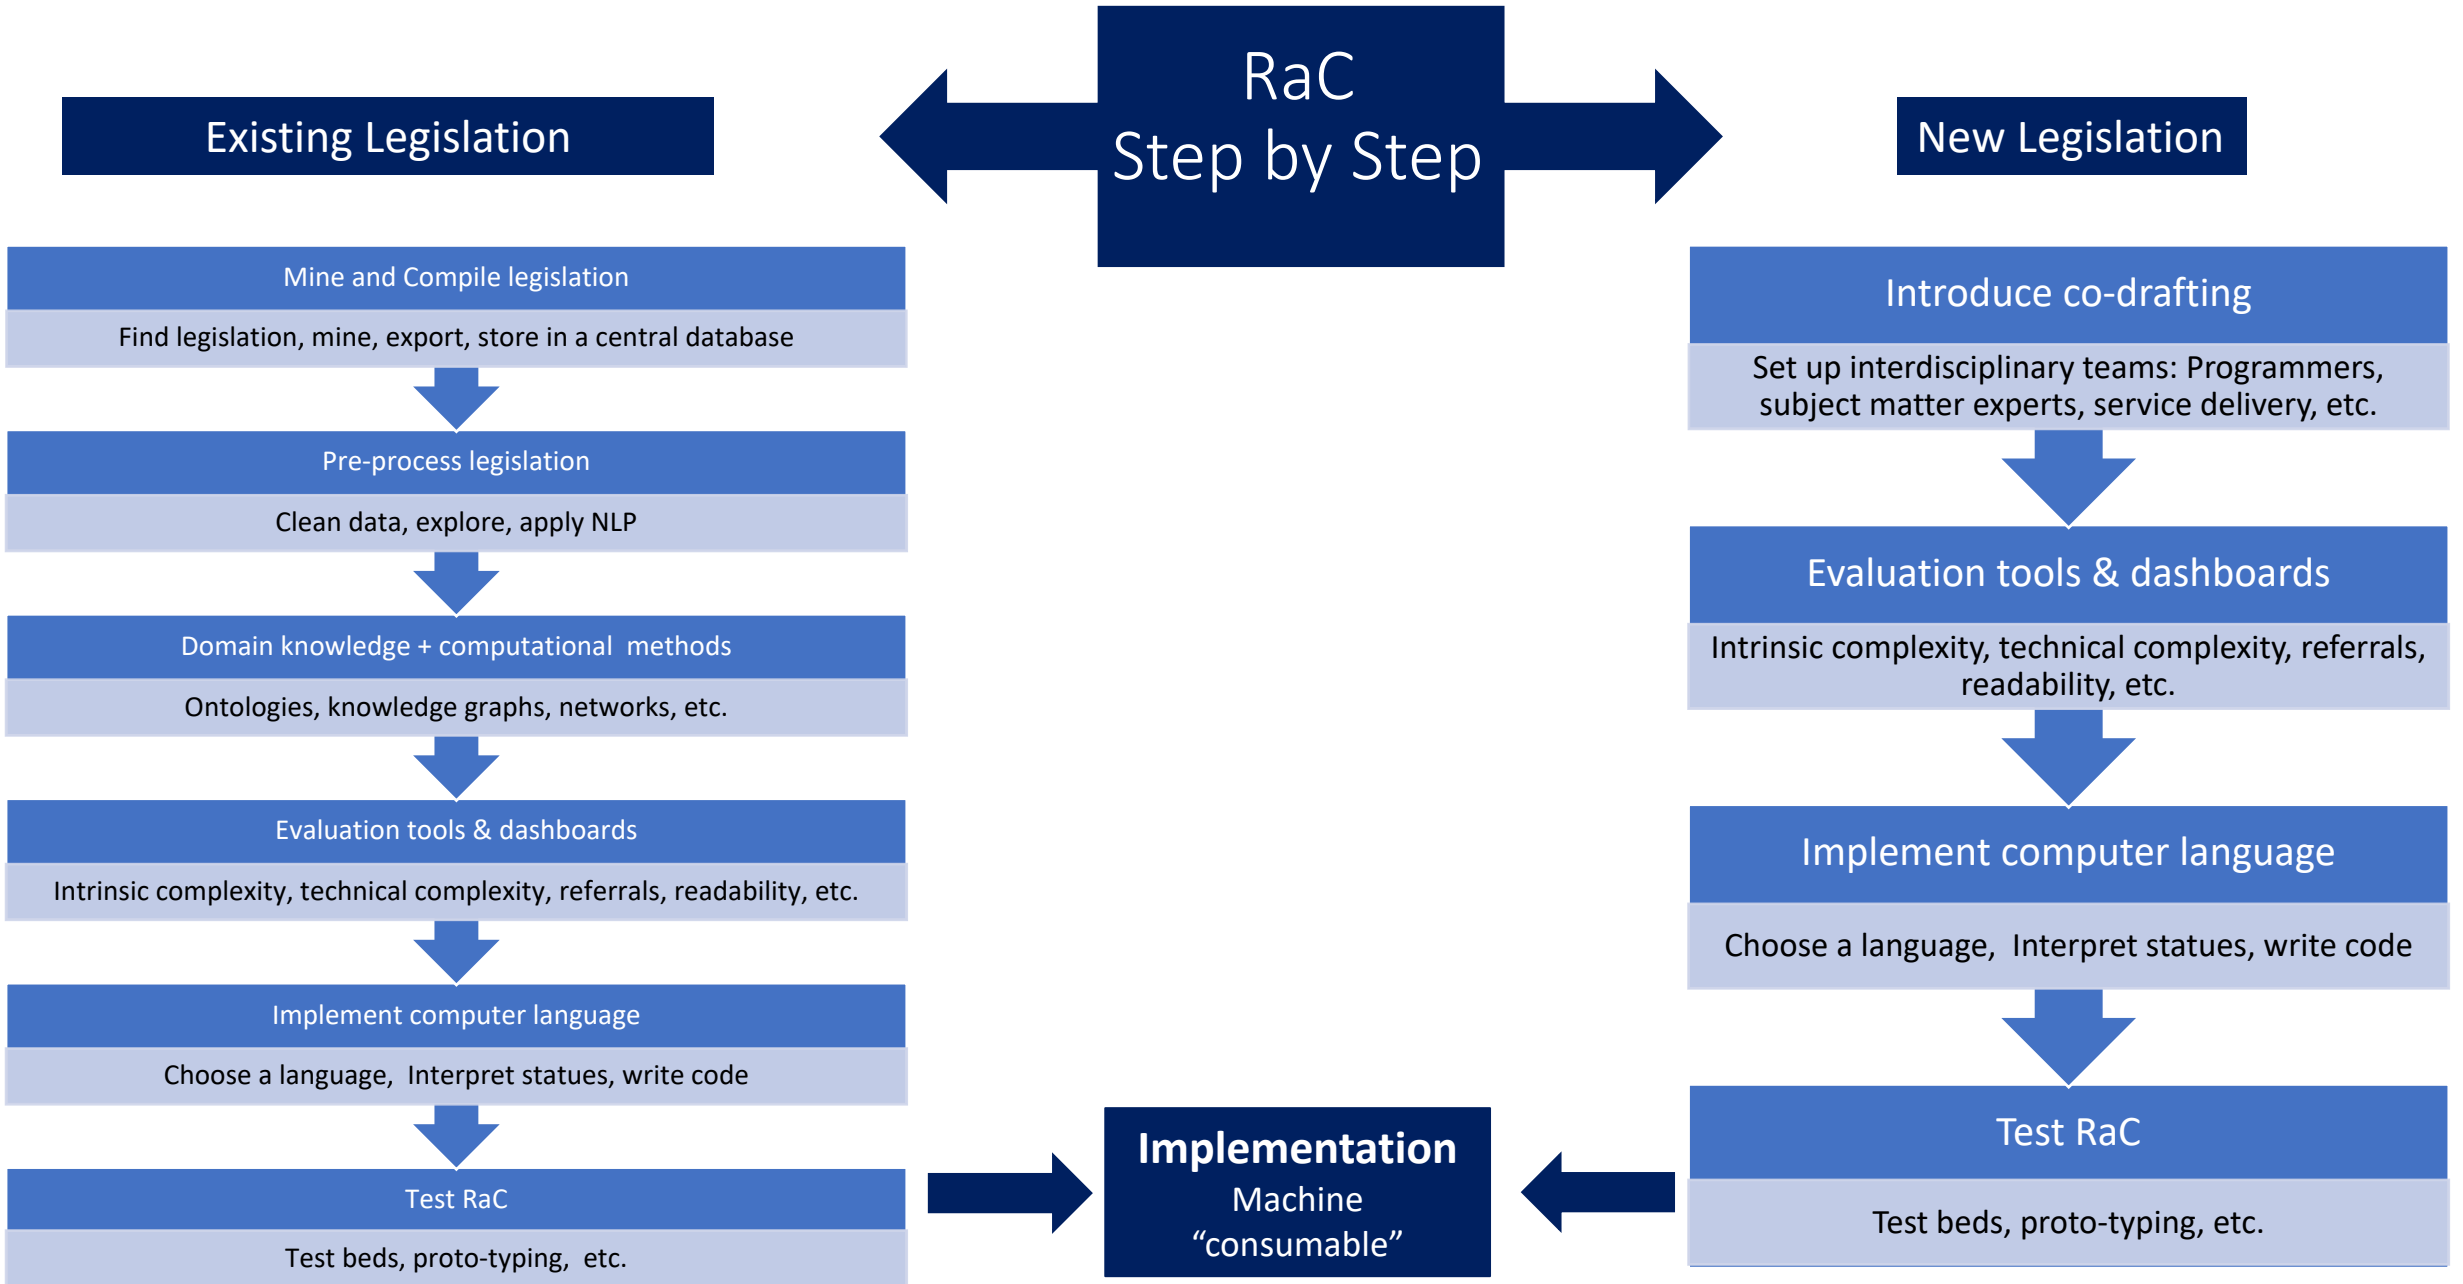 RaC
Step by Step
Existing Legislation
Mine and Compile legislation
Find legislation, mine, export, store in a central database
Pre-process legislation
Clean data, explore, apply NLP
Domain knowledge + computational methods
Ontologies, knowledge graphs, networks, etc.
Evaluation tools & dashboards
Intrinsic complexity, technical complexity, referrals, readability, etc.
Implement computer language
Choose a language, Interpret statues, write code
Test RaC
Test beds, proto-typing, etc.
New Legislation
Introduce co-drafting
Set up interdisciplinary teams: Programmers,
subject matter experts, service delivery, etc.
Evaluation tools & dashboards
Intrinsic complexity, technical complexity, referrals,
readability, etc.
Implement computer language
Choose a language, Interpret statues, write code
Test RaC
Test beds, proto-typing, etc.
Implementation
Machine
“consumable”